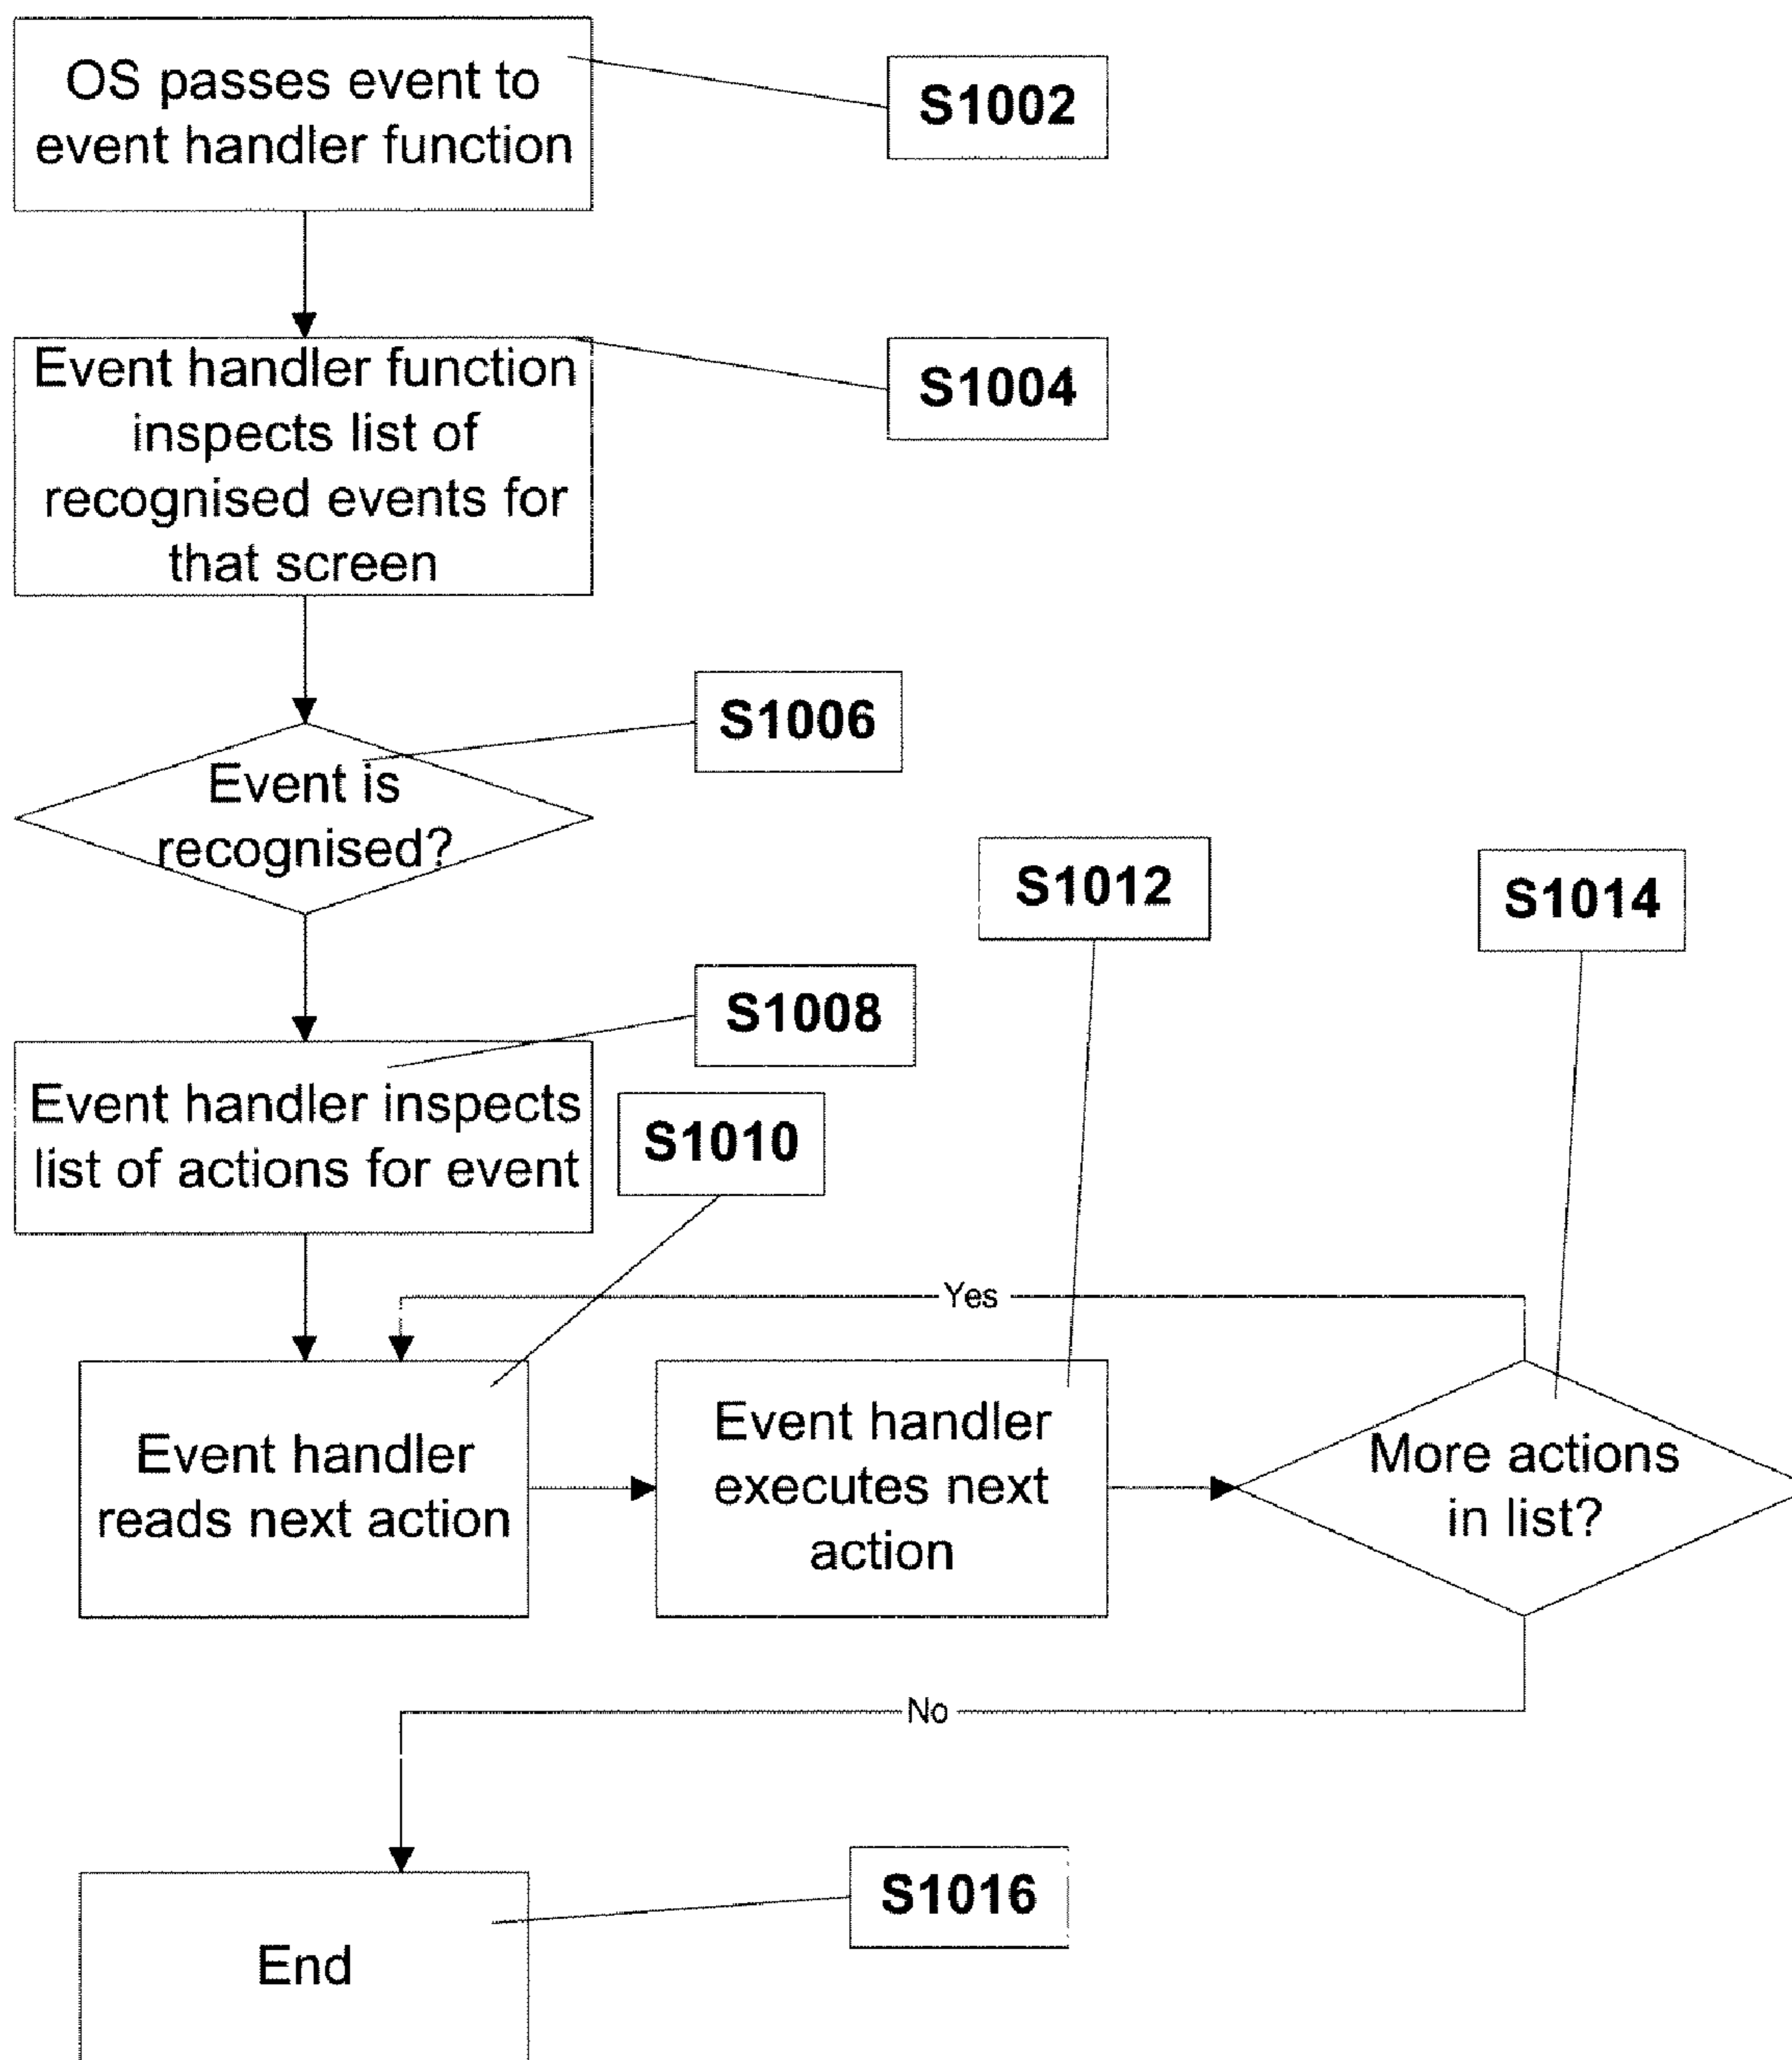 OS passes event to
event handler function
S1002
Event handler function
inspects list of
recognised events for
that screen
S1004
S1006
Event is
recognised?
S1012
S1014
S1008
Event handler inspects
list of actions for event
S1010
Yes
Event handler
reads next action
Event handler
executes next
action
More actions
in list?
No
S1016
End